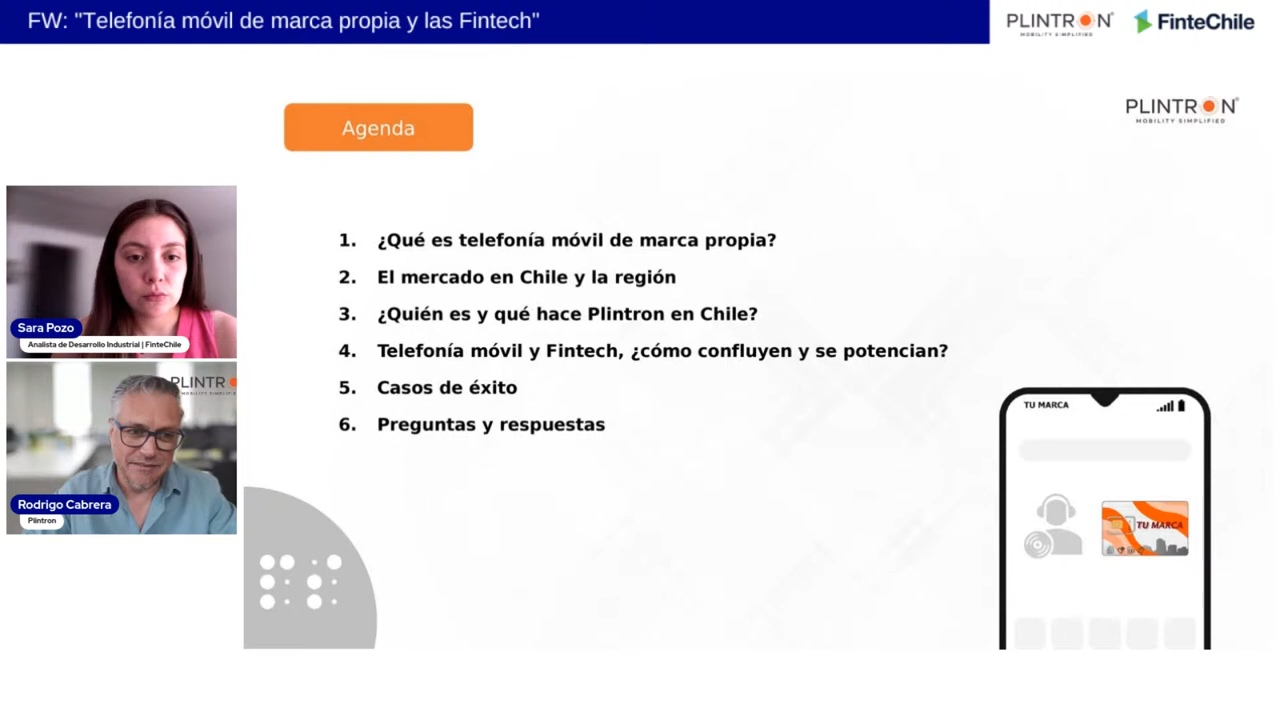 FW: "Telefonía móvil de marca propia y las Fintech"
PLINTRON®
MOBILITY SIMPLIFIED
FinteChile
PLINTRON®
MOBILITY SIMPLIFIED
Agenda
1. ¿Qué es telefonía móvil de marca propia?
2. El mercado en Chile y la región
3. ¿Quién es y qué hace Plintron en Chile?
4. Telefonía móvil y Fintech, ¿cómo confluyen y se potencian?
5. Casos de éxito
6. Preguntas y respuestas
Sara Pozo
Analista de Desarrollo Industrial | FinteChile
PLINTR
MOBILITY SIMPLIFIED
Rodrigo Cabrera
Plintron
TU MARCA
TU MARCA